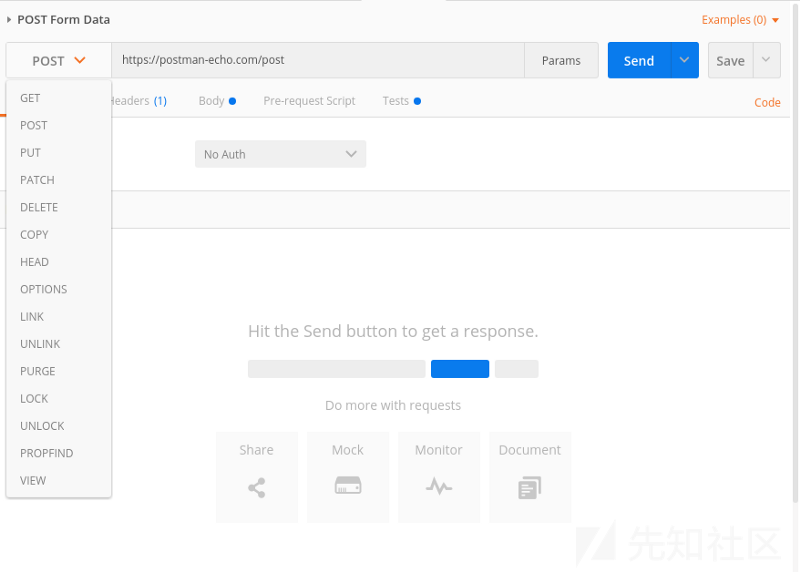 POST Form Data
Examples (0)
POST
https://postman-echo.com/post
Params
Send
Save
Headers (1)
Body
Pre-request Script
Tests
Code
No Auth
GET
POST
PUT
PATCH
DELETE
COPY
HEAD
OPTIONS
LINK
UNLINK
PURGE
LOCK
UNLOCK
PROPFIND
VIEW
Hit the Send button to get a response.
Do more with requests
Share
Mock
Monitor
Document
先知社区